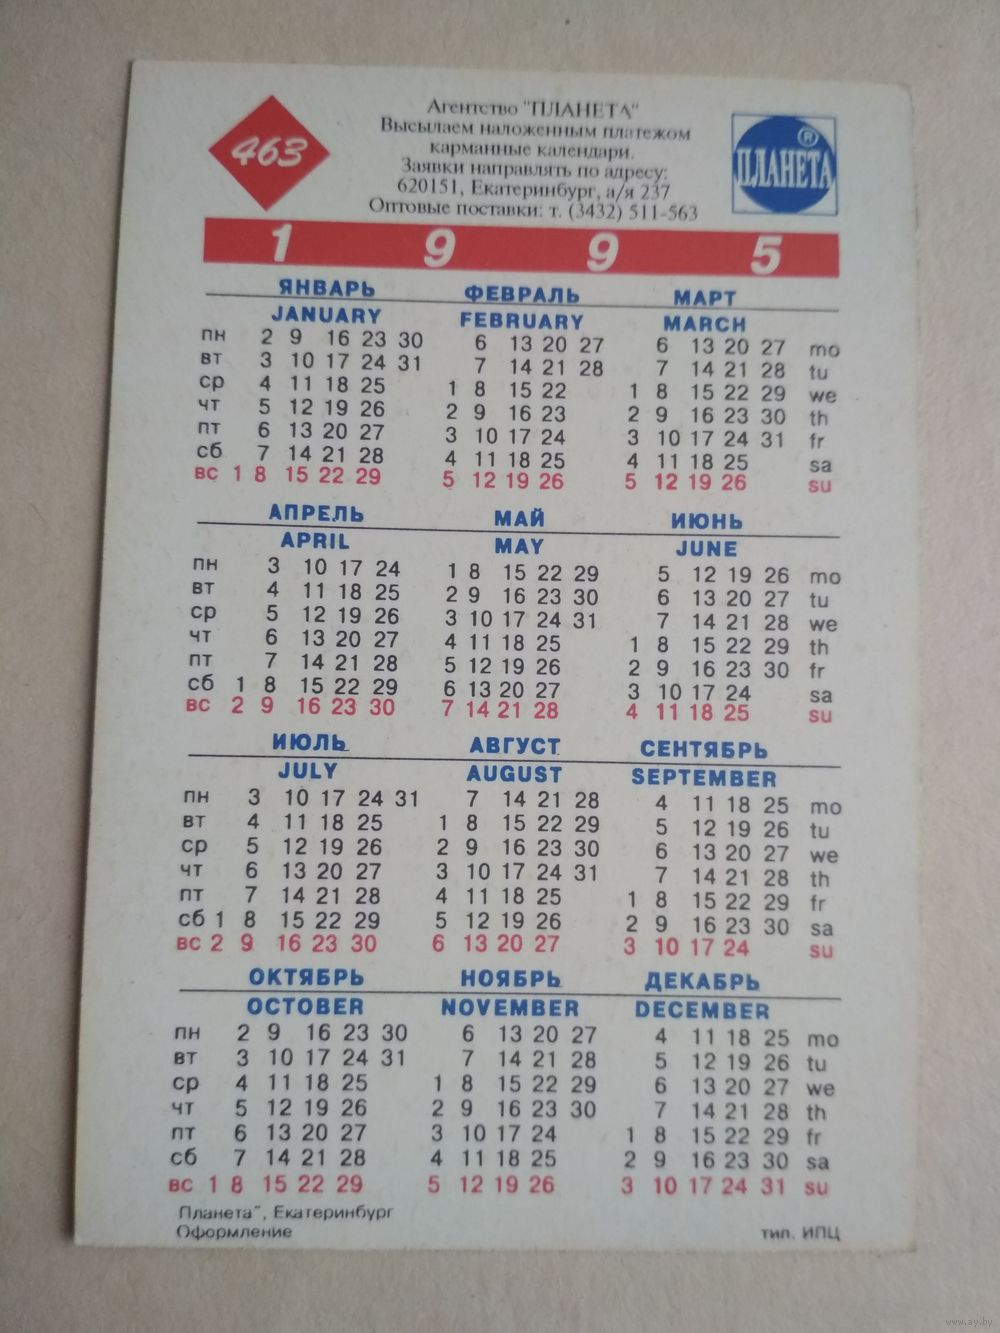 463
Агентство "ПЛАНЕТА"
Высылаем наложенным платежом
карманные календари.
Заявки направлять по адресу:
620151, Екатеринбург, а/я 237
Оптовые поставки: т. (3432) 511-563
ПЛАНЕТА ®
1 9 9 5
ЯНВАРЬ ФЕВРАЛЬ МАРТ
JANUARY FEBRUARY MARCH
пн 2 9 16 23 30 6 13 20 27 6 13 20 27 mo
вт 3 10 17 24 31 7 14 21 28 7 14 21 28 tu
ср 4 11 18 25 1 8 15 22 1 8 15 22 29 we
чт 5 12 19 26 2 9 16 23 2 9 16 23 30 th
пт 6 13 20 27 3 10 17 24 3 10 17 24 31 fr
сб 7 14 21 28 4 11 18 25 4 11 18 25 sa
вс 1 8 15 22 29 5 12 19 26 5 12 19 26 su
АПРЕЛЬ МАЙ ИЮНЬ
APRIL MAY JUNE
пн 3 10 17 24 1 8 15 22 29 5 12 19 26 mo
вт 4 11 18 25 2 9 16 23 30 6 13 20 27 tu
ср 5 12 19 26 3 10 17 24 31 7 14 21 28 we
чт 6 13 20 27 4 11 18 25 1 8 15 22 29 th
пт 7 14 21 28 5 12 19 26 2 9 16 23 30 fr
сб 1 8 15 22 29 6 13 20 27 3 10 17 24 sa
вс 2 9 16 23 30 7 14 21 28 4 11 18 25 su
ИЮЛЬ АВГУСТ СЕНТЯБРЬ
JULY AUGUST SEPTEMBER
пн 3 10 17 24 31 7 14 21 28 4 11 18 25 mo
вт 4 11 18 25 1 8 15 22 29 5 12 19 26 tu
ср 5 12 19 26 2 9 16 23 30 6 13 20 27 we
чт 6 13 20 27 3 10 17 24 31 7 14 21 28 th
пт 7 14 21 28 4 11 18 25 1 8 15 22 29 fr
сб 1 8 15 22 29 5 12 19 26 2 9 16 23 30 sa
вс 2 9 16 23 30 6 13 20 27 3 10 17 24 su
ОКТЯБРЬ НОЯБРЬ ДЕКАБРЬ
OCTOBER NOVEMBER DECEMBER
пн 2 9 16 23 30 6 13 20 27 4 11 18 25 mo
вт 3 10 17 24 31 7 14 21 28 5 12 19 26 tu
ср 4 11 18 25 1 8 15 22 29 6 13 20 27 we
чт 5 12 19 26 2 9 16 23 30 7 14 21 28 th
пт 6 13 20 27 3 10 17 24 1 8 15 22 29 fr
сб 7 14 21 28 4 11 18 25 2 9 16 23 30 sa
вс 1 8 15 22 29 5 12 19 26 3 10 17 24 31 su
Планета", Екатеринбург
Оформление тип. ИПЦ
www.ay.by